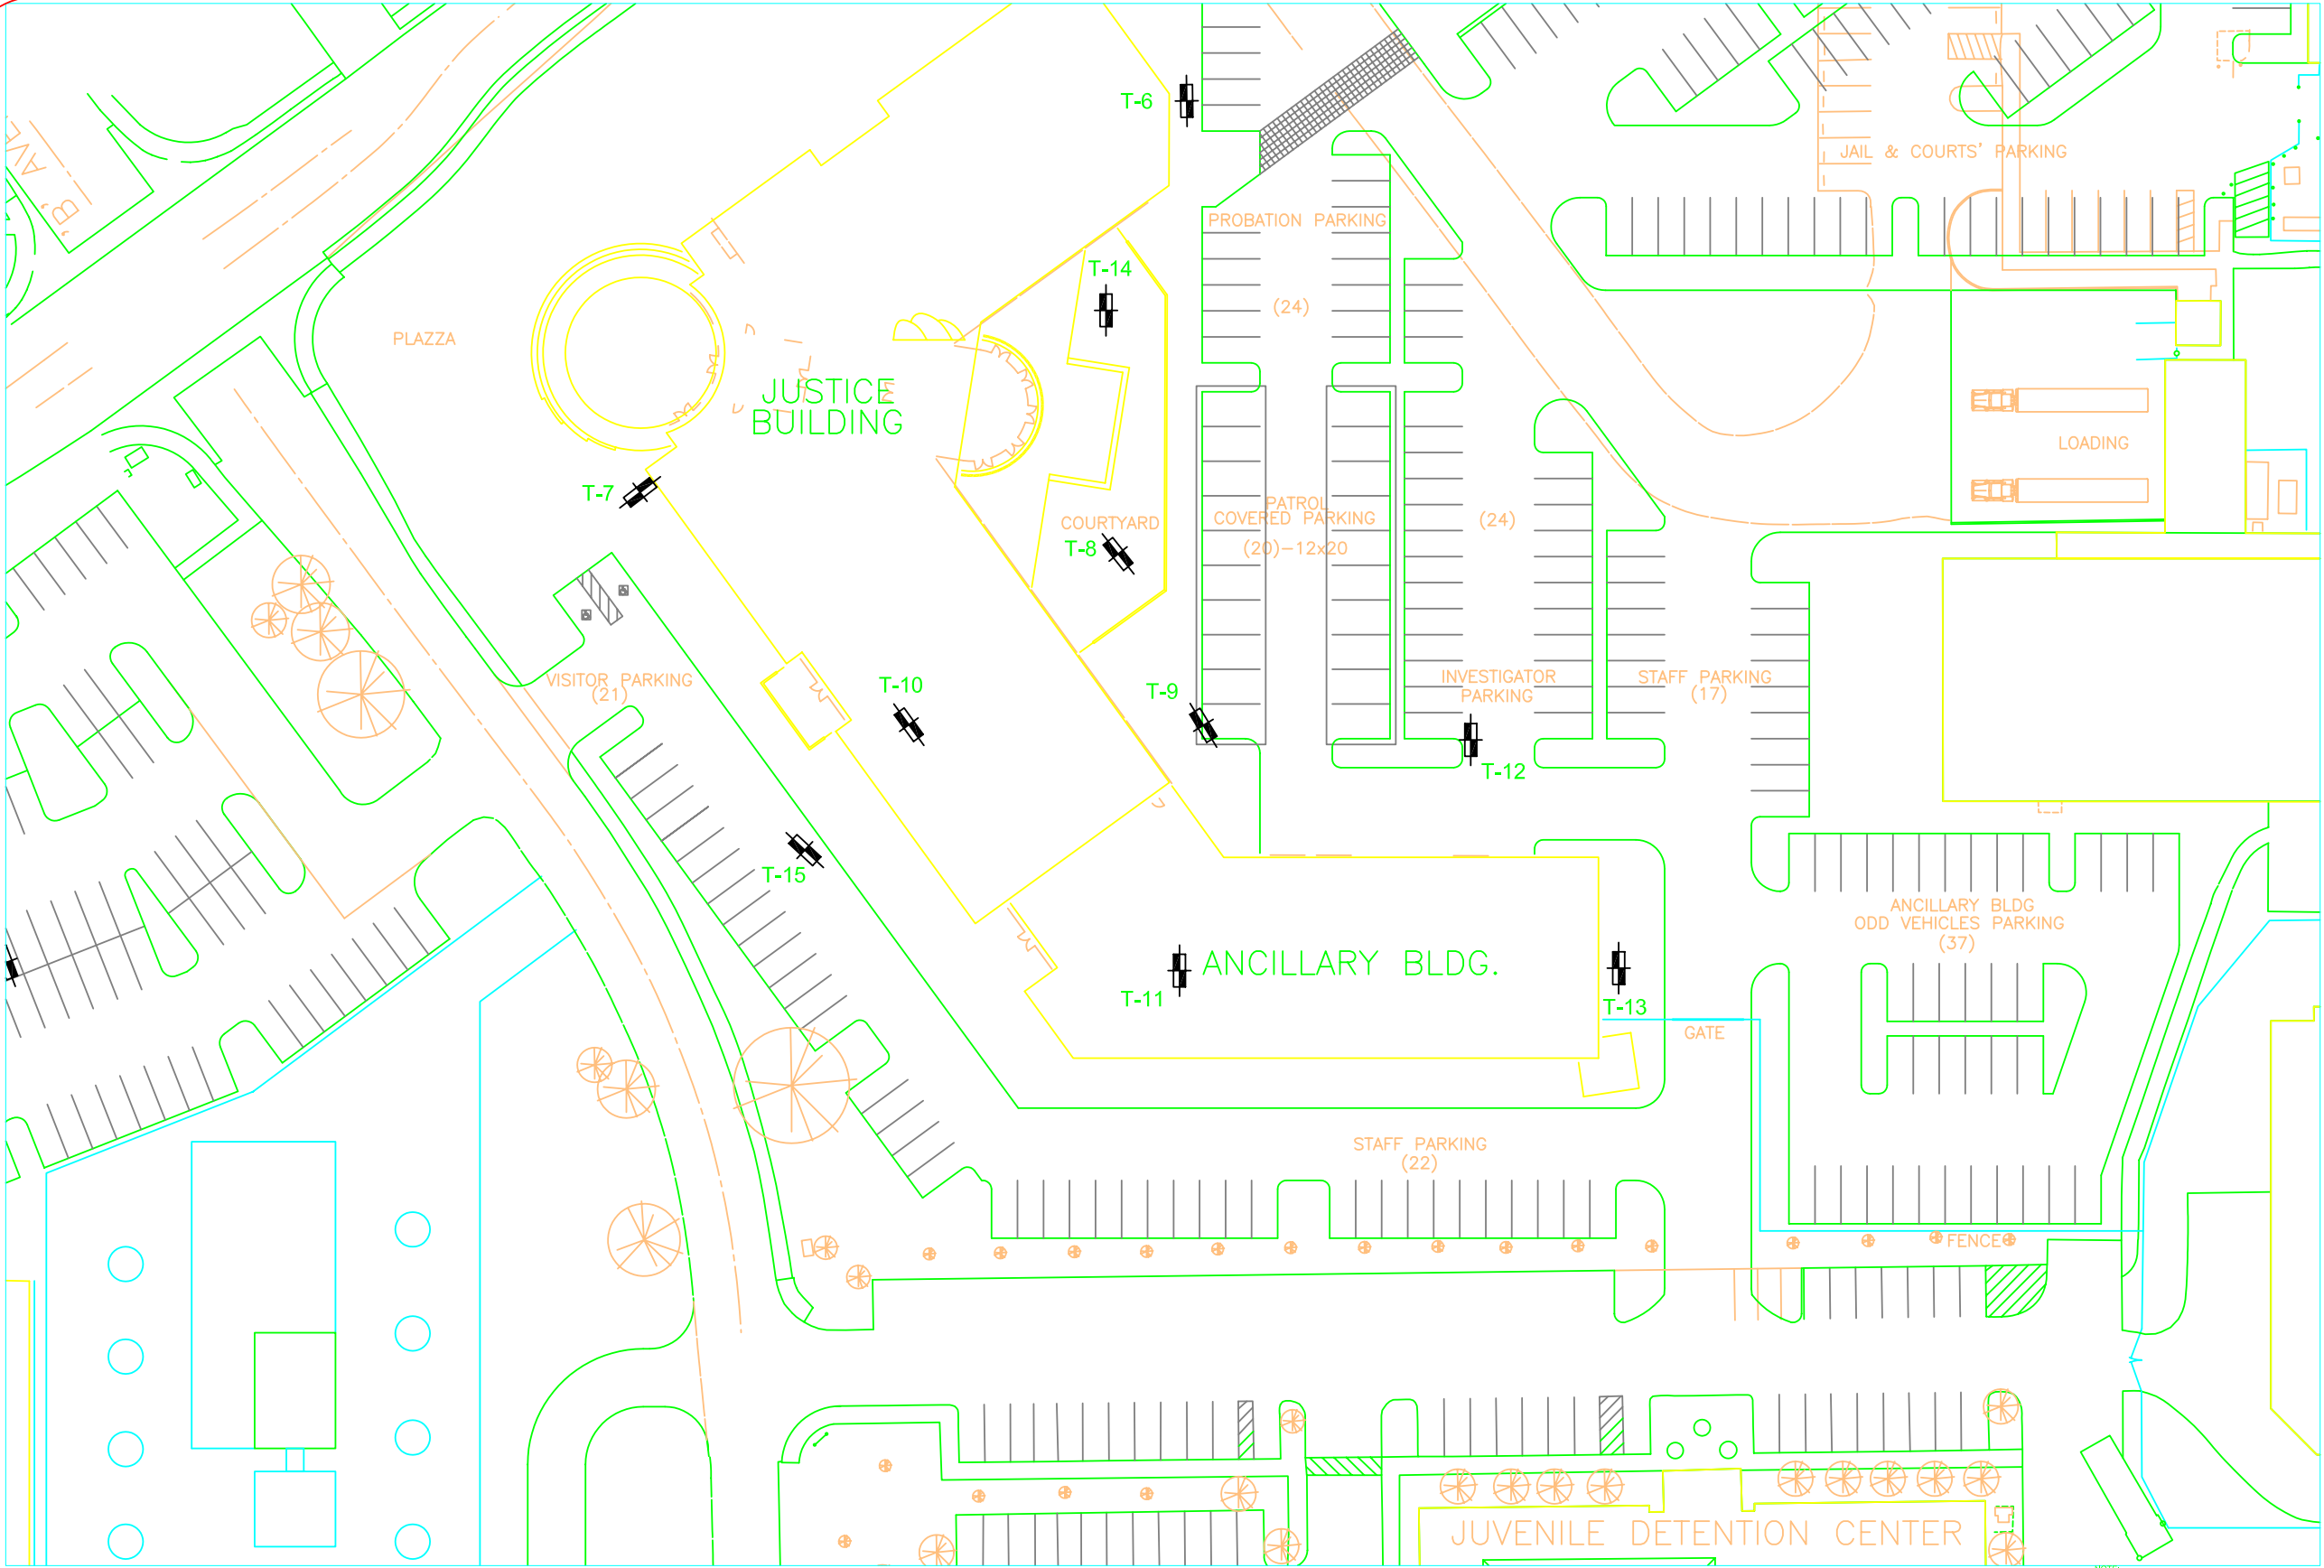 T-6
JAIL & COURTS' PARKING
'B' AVE
PROBATION PARKING
T-14
(24)
PLAZZA
JUSTICE
BUILDING
LOADING
T-7
PATROL
COVERED PARKING
(20)-12x20
(24)
COURTYARD
T-8
VISITOR PARKING
(21)
T-10
T-9
INVESTIGATOR
PARKING
STAFF PARKING
(17)
T-12
T-15
ANCILLARY BLDG
ODD VEHICLES PARKING
(37)
ANCILLARY BLDG.
T-11
T-13
GATE
STAFF PARKING
(22)
FENCE
JUVENILE DETENTION CENTER